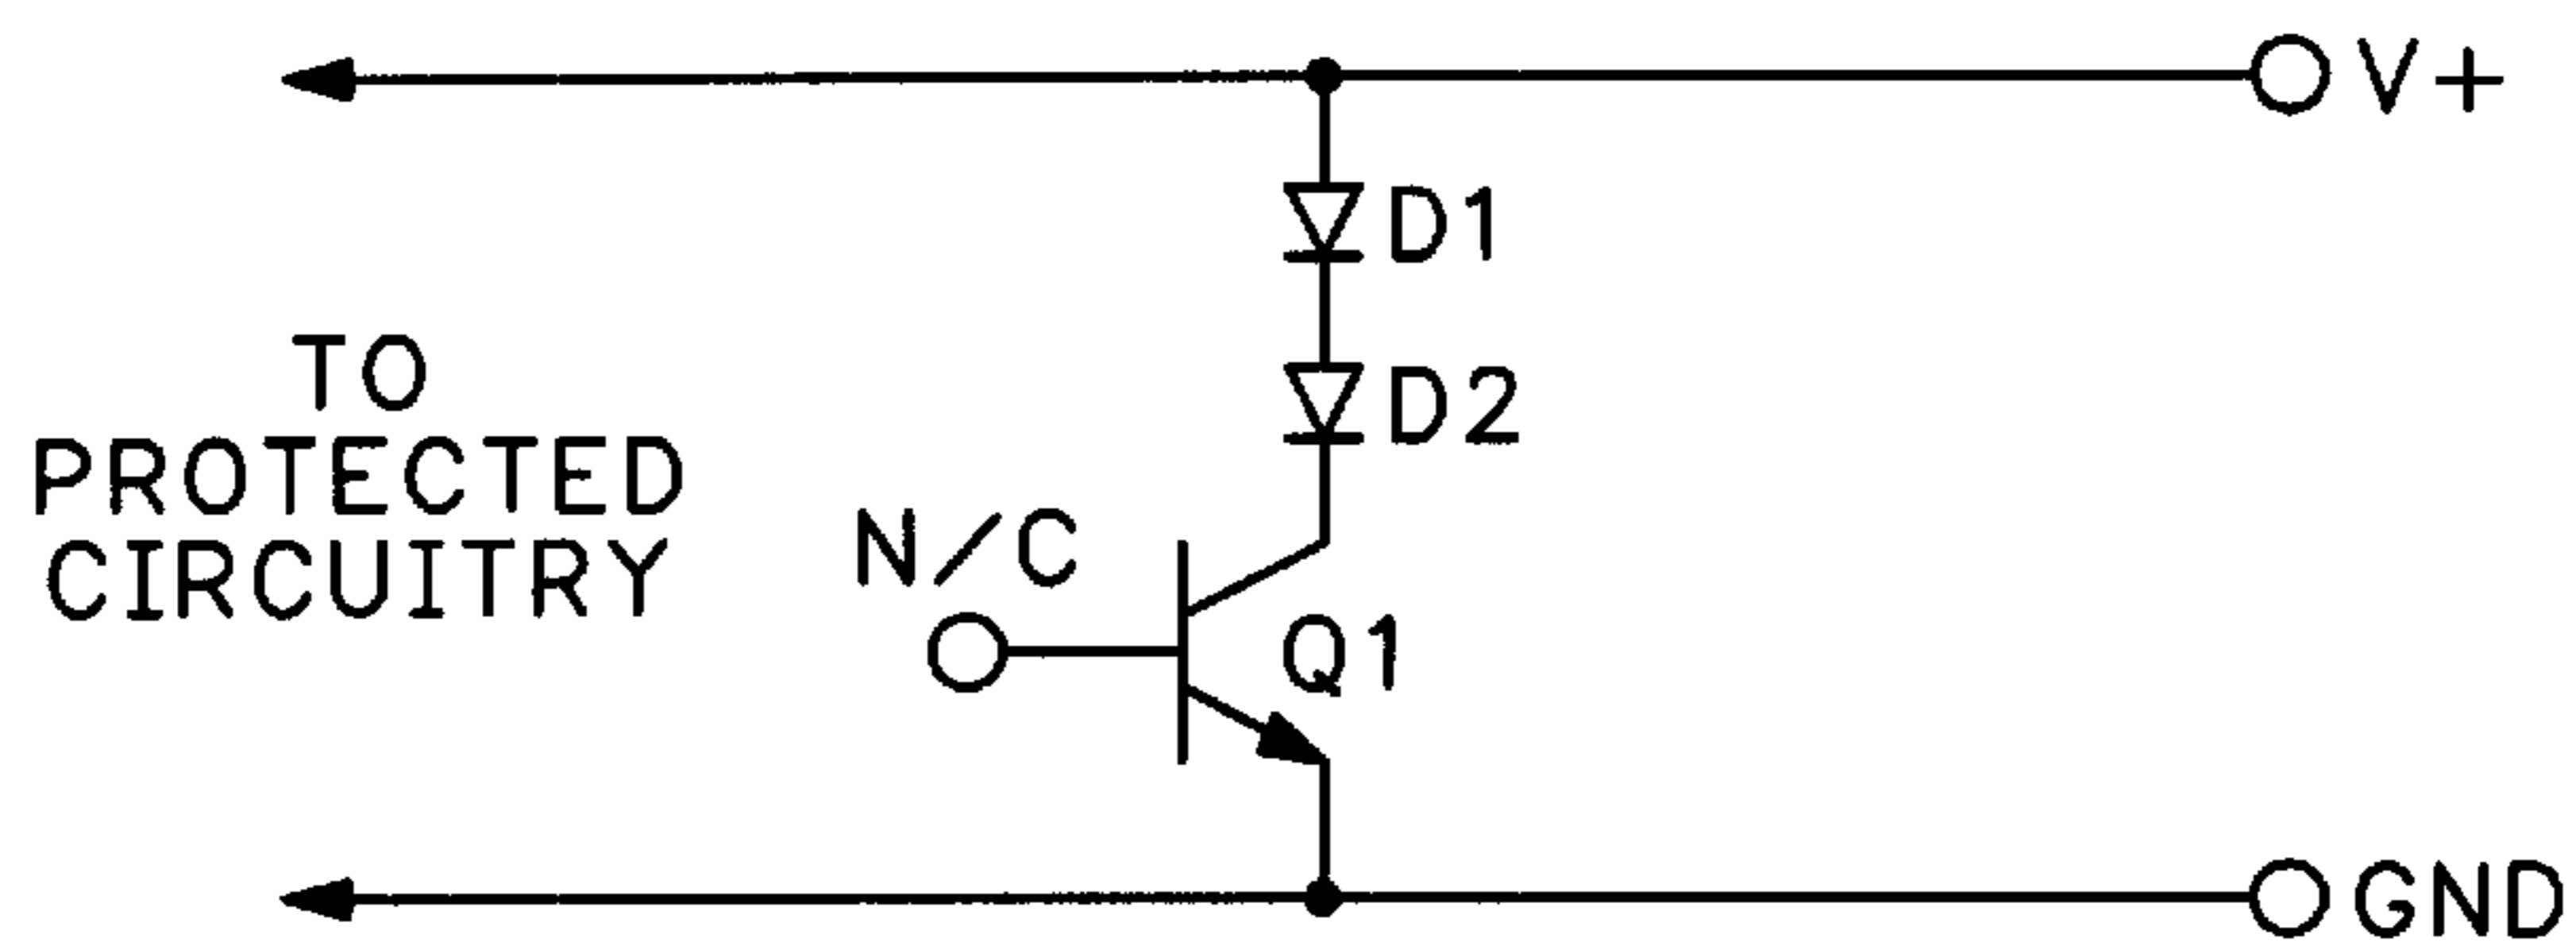 V+
D1
D2
TO
PROTECTED
CIRCUITRY
N/C
Q1
GND